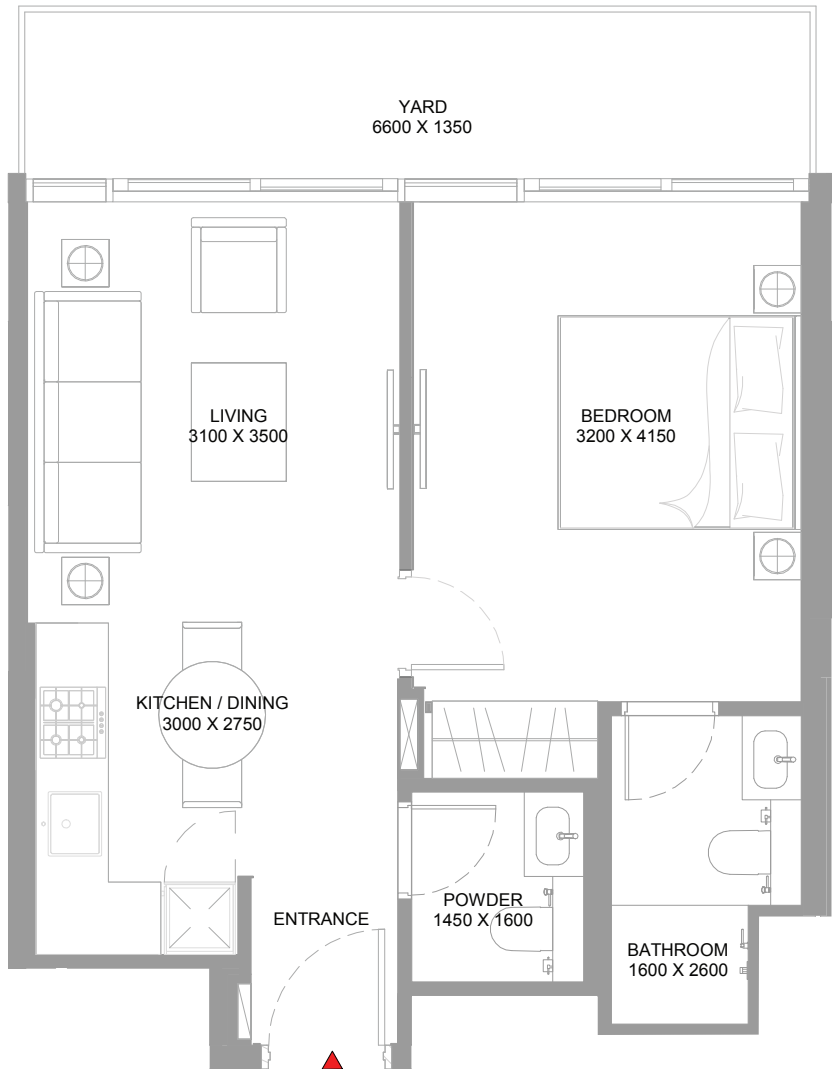 YARD
6600 X 1350
LIVING
3100 X 3500
BEDROOM
3200 X 4150
KITCHEN / DINING
3000 X 2750
POWDER
1450 X 1600
ENTRANCE
BATHROOM
1600 X 2600